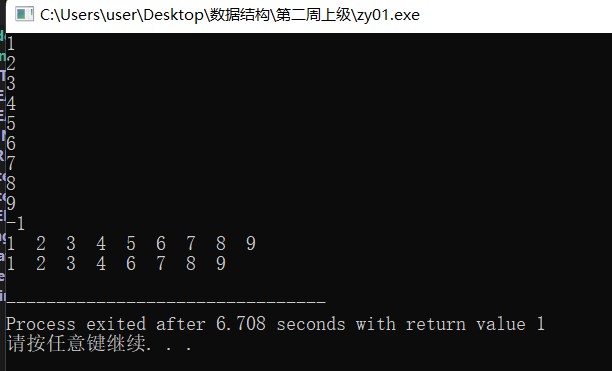 C:\Users\user\Desktop\数据结构\第二周上级\zy01.exe
1
2
3
4
5
6
7
8
9
-1
1 2 3 4 5 6 7 8 9
1 2 3 4 6 7 8 9
--------------------------------
Process exited after 6.708 seconds with return value 1
请按任意键继续. . .